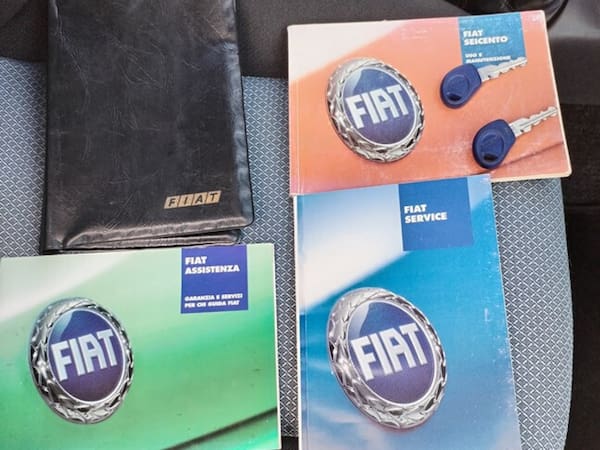 FIAT
FIAT
SEICENTO
USO E
MANUTENZIONE
FIAT
FIAT
SERVICE
FIAT
FIAT
ASSISTENZA
GARANZIA E SERVIZI
PER CHI GUIDA FIAT
FIAT